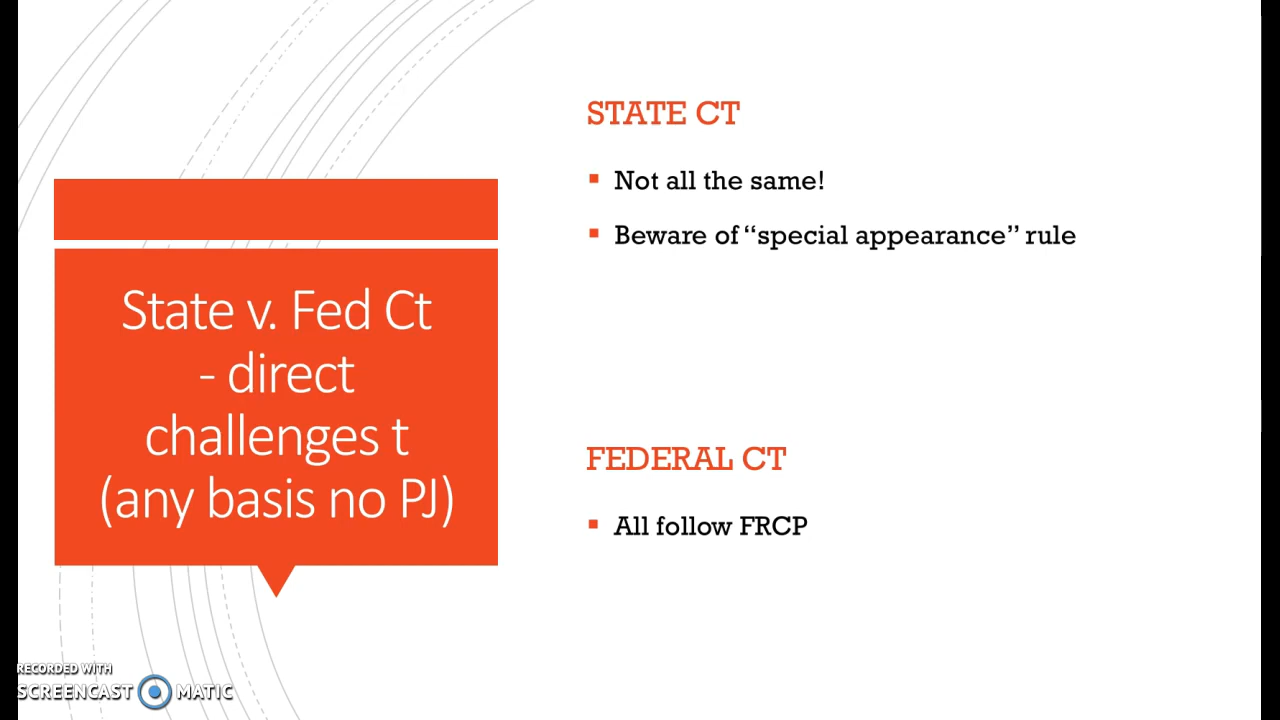 STATE CT
▪ Not all the same!
▪ Beware of “special appearance” rule
State v. Fed Ct
- direct
challenges t
(any basis no PJ)
FEDERAL CT
▪ All follow FRCP
RECORDED WITH
SCREENCAST MATIC